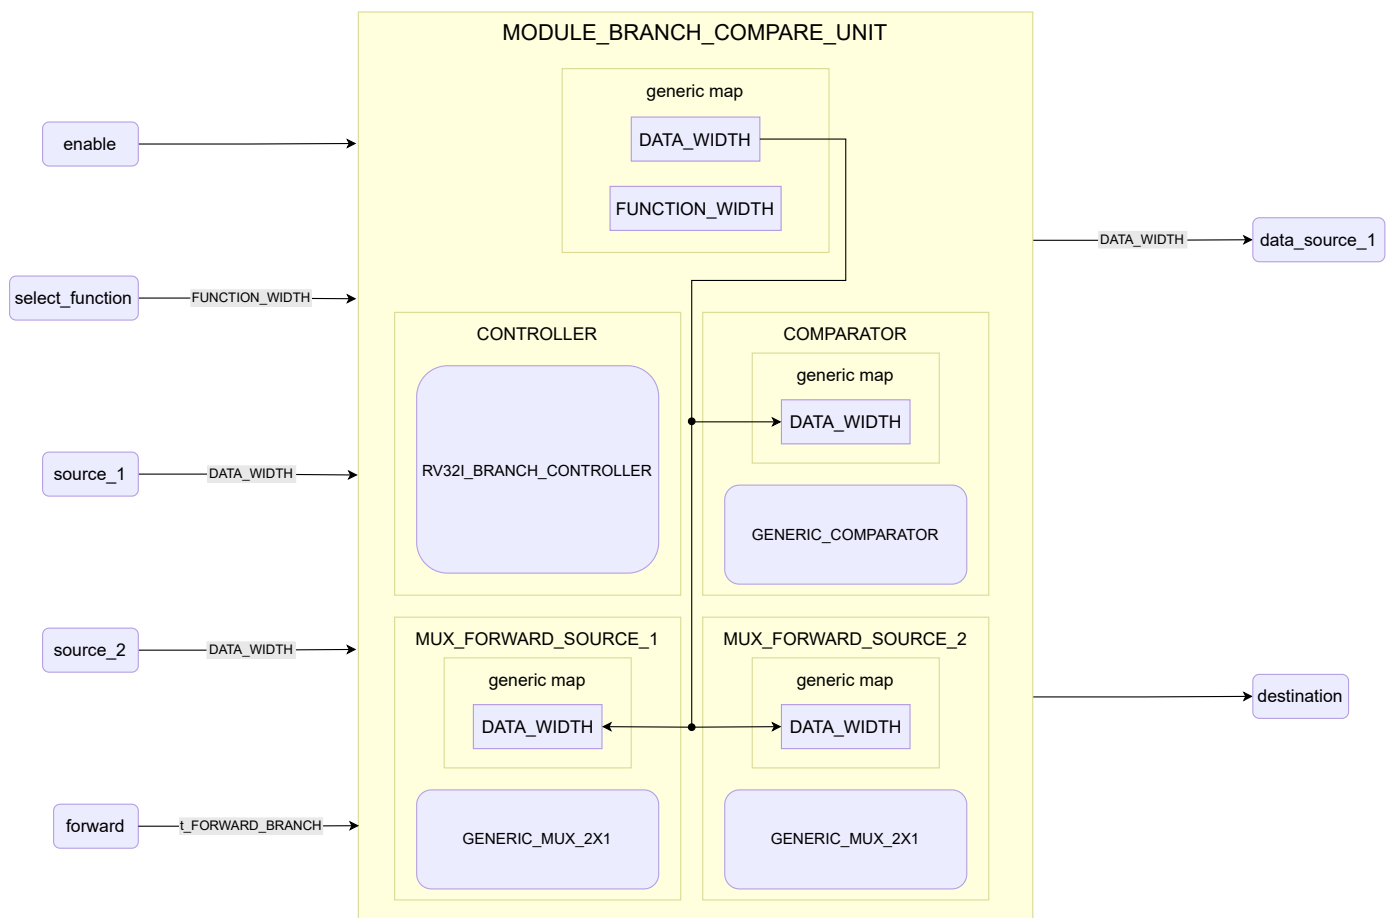 MODULE_BRANCH_COMPARE_UNIT
generic map
DATA_WIDTH
FUNCTION_WIDTH
enable
select_function
FUNCTION_WIDTH
source_1
DATA_WIDTH
source_2
DATA_WIDTH
forward
t_FORWARD_BRANCH
CONTROLLER
RV32I_BRANCH_CONTROLLER
COMPARATOR
generic map
DATA_WIDTH
GENERIC_COMPARATOR
MUX_FORWARD_SOURCE_1
generic map
DATA_WIDTH
GENERIC_MUX_2X1
MUX_FORWARD_SOURCE_2
generic map
DATA_WIDTH
GENERIC_MUX_2X1
DATA_WIDTH
data_source_1
destination